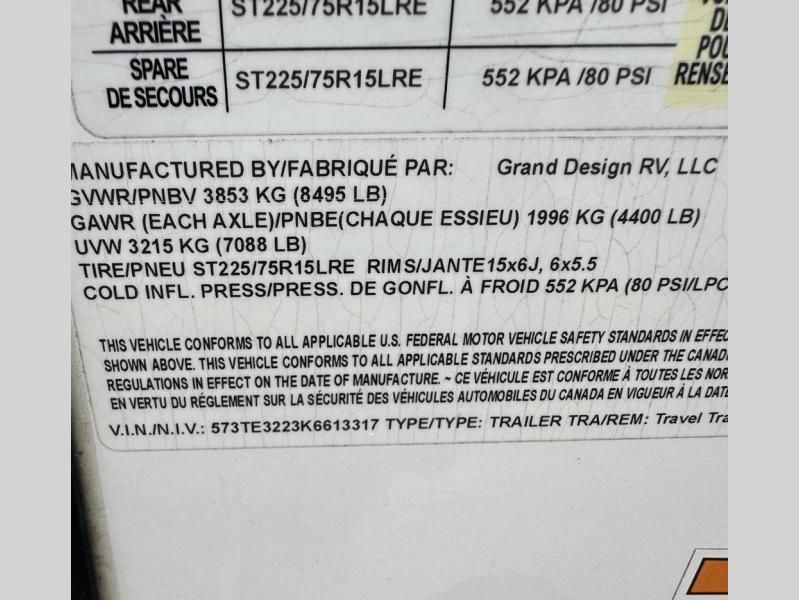 REAR ST225/75R15LRE 552 KPA /80 PSI
ARRIÈRE
SPARE
DE SECOURS ST225/75R15LRE 552 KPA /80 PSI
MANUFACTURED BY/FABRIQUÉ PAR: Grand Design RV, LLC
GVWR/PNBV 3853 KG (8495 LB)
GAWR (EACH AXLE)/PNBE(CHAQUE ESSIEU) 1996 KG (4400 LB)
UVW 3215 KG (7088 LB)
TIRE/PNEU ST225/75R15LRE RIMS/JANTE15x6J, 6x5.5
COLD INFL. PRESS/PRESS. DE GONFL. À FROID 552 KPA (80 PSI/LPC
THIS VEHICLE CONFORMS TO ALL APPLICABLE U.S. FEDERAL MOTOR VEHICLE SAFETY STANDARDS IN EFFEC
SHOWN ABOVE. THIS VEHICLE CONFORMS TO ALL APPLICABLE STANDARDS PRESCRIBED UNDER THE CANADI
REGULATIONS IN EFFECT ON THE DATE OF MANUFACTURE. ~ CE VÉHICULE EST CONFORME À TOUTES LES NOR
EN VERTU DU RÉGLEMENT SUR LA SÉCURITÉ DES VÉHICULES AUTOMOBILES DU CANADA EN VIGUEUR À LA DATE
V.I.N./N.I.V.: 573TE3223K6613317 TYPE/TYPE: TRAILER TRA/REM: Travel Tra